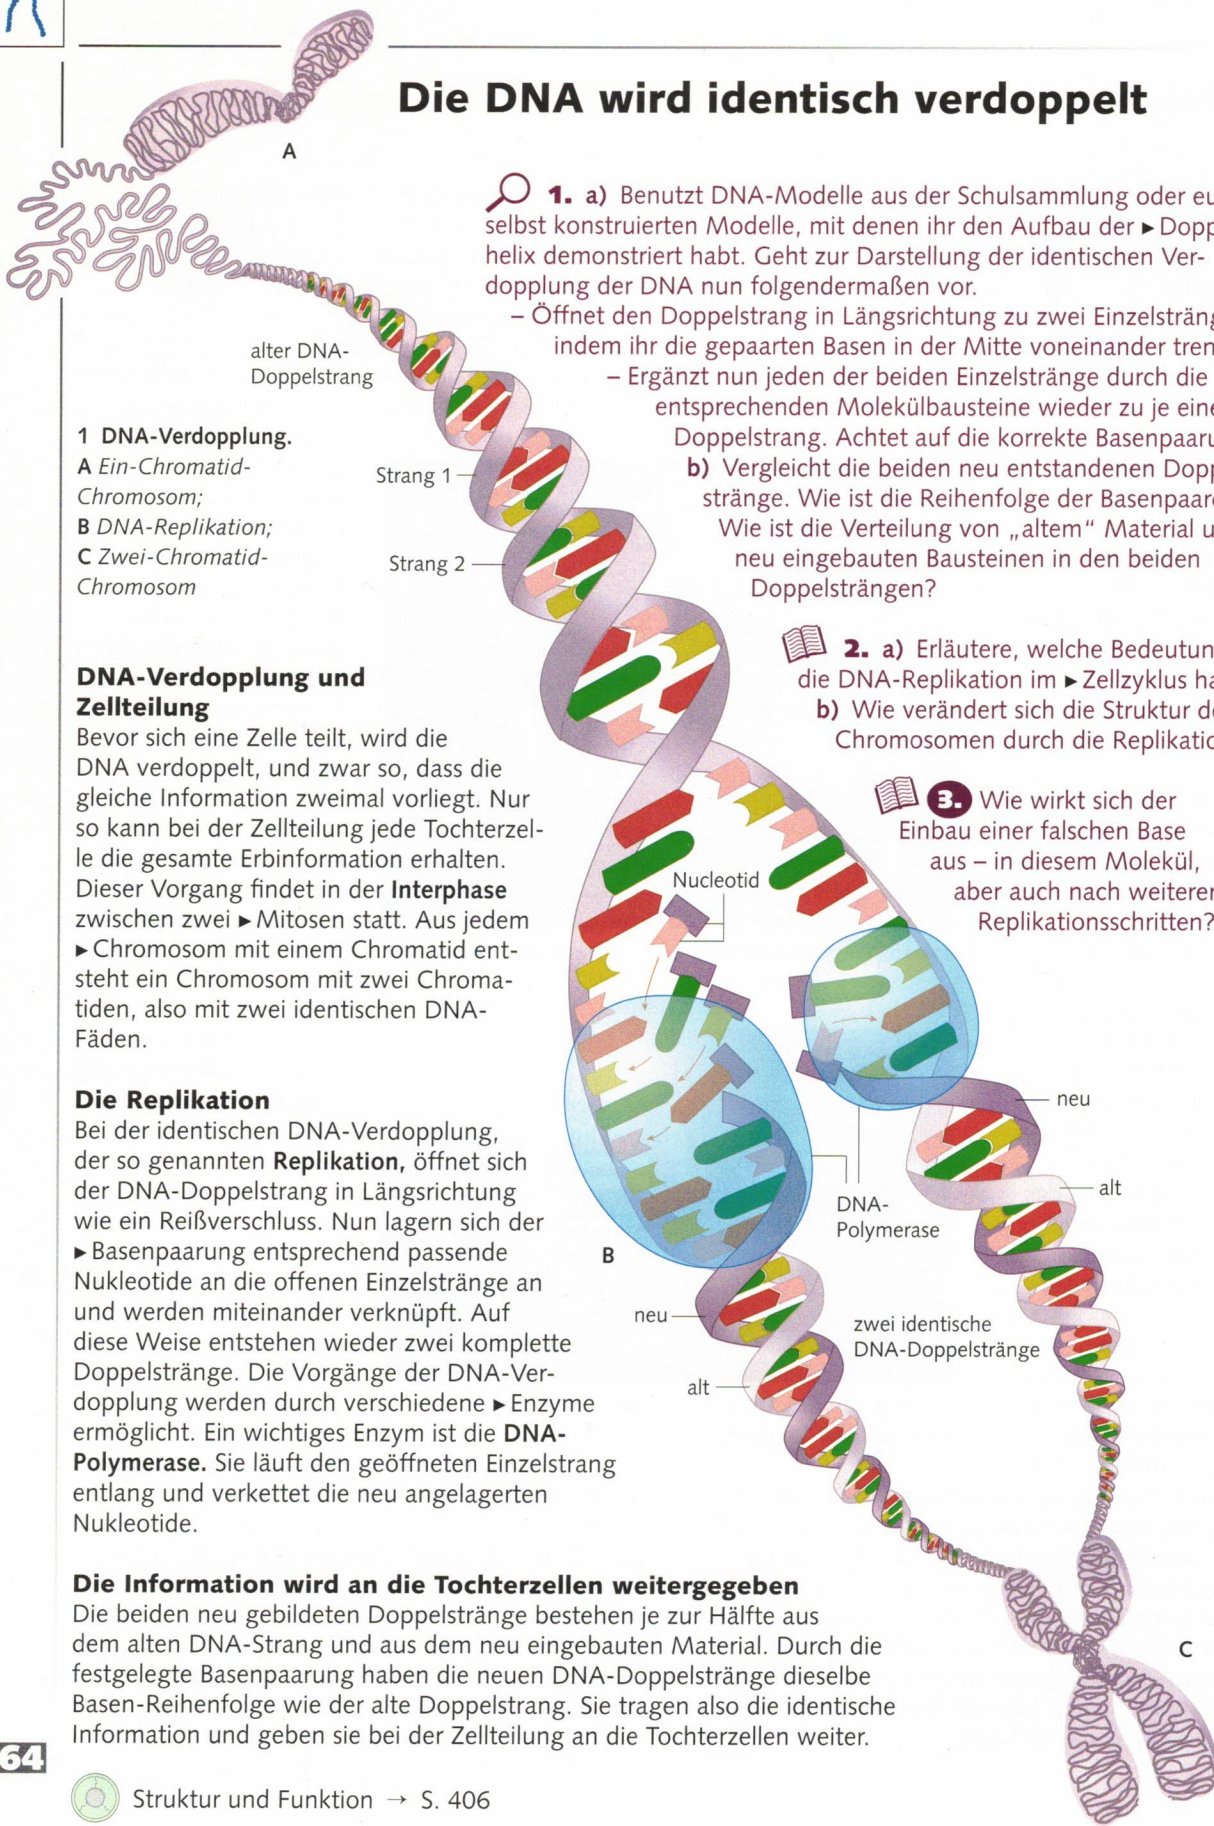 Die DNA wird identisch verdoppelt
A
1. a) Benutzt DNA-Modelle aus der Schulsammlung oder
selbst konstruierten Modelle, mit denen ihr den Aufbau der ▸ Dopp
helix demonstriert habt. Geht zur Darstellung der identischen Ver-
dopplung der DNA nun folgendermaßen vor.
– Öffnet den Doppelstrang in Längsrichtung zu zwei Einzelsträng
indem ihr die gepaarten Basen in der Mitte voneinander tren
– Ergänzt nun jeden der beiden Einzelstränge durch die
entsprechenden Molekülbausteine wieder zu je eine
Doppelstrang. Achtet auf die korrekte Basenpaaru
b) Vergleicht die beiden neu entstandenen Dopp
stränge. Wie ist die Reihenfolge der Basenpaare
Wie ist die Verteilung von „altem“ Material u
neu eingebauten Bausteinen in den beiden
Doppelsträngen?
2. a) Erläutere, welche Bedeutun
die DNA-Replikation im ▸ Zellzyklus ha
b) Wie verändert sich die Struktur de
Chromosomen durch die Replikatio
3. Wie wirkt sich der
Einbau einer falschen Base
aus – in diesem Molekül,
aber auch nach weiteren
Replikationsschritten?
alter DNA-
Doppelstrang
Strang 1
Strang 2
1 DNA-Verdopplung.
A Ein-Chromatid-
Chromosom;
B DNA-Replikation;
C Zwei-Chromatid-
Chromosom
DNA-Verdopplung und
Zellteilung
Bevor sich eine Zelle teilt, wird die
DNA verdoppelt, und zwar so, dass die
gleiche Information zweimal vorliegt. Nur
so kann bei der Zellteilung jede Tochterzel-
le die gesamte Erbinformation erhalten.
Dieser Vorgang findet in der Interphase
zwischen zwei ▸ Mitosen statt. Aus jedem
▸ Chromosom mit einem Chromatid ent-
steht ein Chromosom mit zwei Chroma-
tiden, also mit zwei identischen DNA-
Fäden.
Die Replikation
Bei der identischen DNA-Verdopplung,
der so genannten Replikation, öffnet sich
der DNA-Doppelstrang in Längsrichtung
wie ein Reißverschluss. Nun lagern sich der
▸ Basenpaarung entsprechend passende
Nukleotide an die offenen Einzelstränge an
und werden miteinander verknüpft. Auf
diese Weise entstehen wieder zwei komplette
Doppelstränge. Die Vorgänge der DNA-Ver-
dopplung werden durch verschiedene ▸ Enzyme
ermöglicht. Ein wichtiges Enzym ist die DNA-
Polymerase. Sie läuft den geöffneten Einzelstrang
entlang und verkettet die neu angelagerten
Nukleotide.
Nucleotid
neu
alt
DNA-
Polymerase
B
neu
alt
zwei identische
DNA-Doppelstränge
C
Die Information wird an die Tochterzellen weitergegeben
Die beiden neu gebildeten Doppelstränge bestehen je zur Hälfte aus
dem alten DNA-Strang und aus dem neu eingebauten Material. Durch die
festgelegte Basenpaarung haben die neuen DNA-Doppelstränge dieselbe
Basen-Reihenfolge wie der alte Doppelstrang. Sie tragen also die identische
Information und geben sie bei der Zellteilung an die Tochterzellen weiter.
64
Struktur und Funktion → S. 406